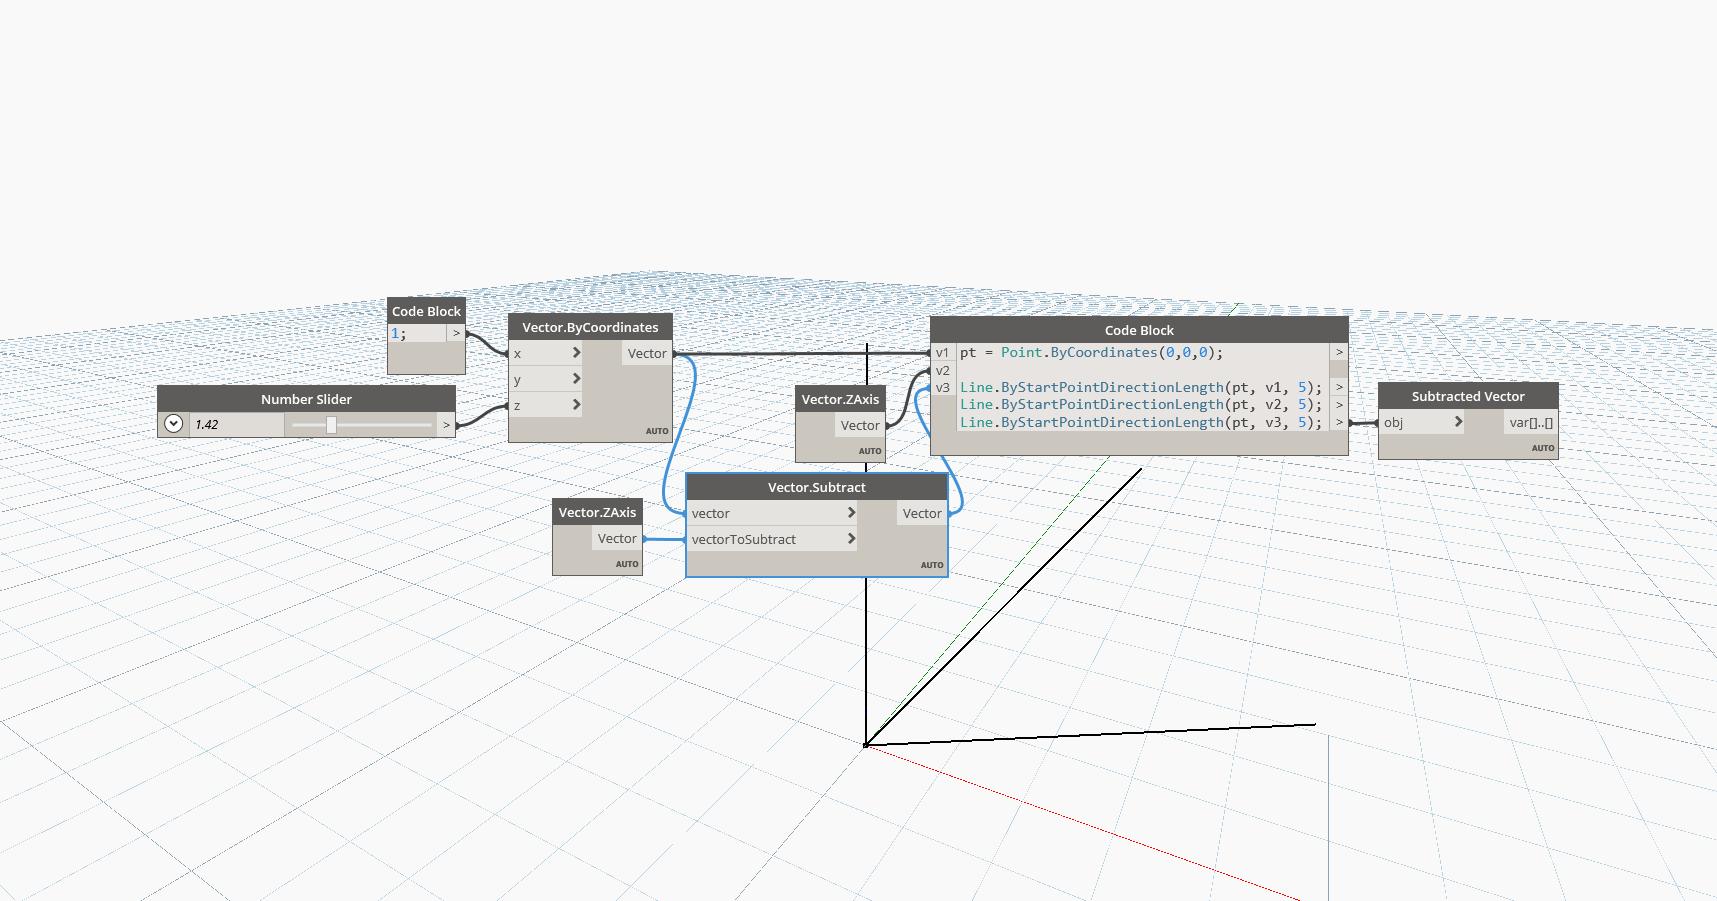 Code Block
1;
>
Number Slider
1.42
>
Vector.ByCoordinates
x
Vector
y
z
AUTO
Vector.ZAxis
Vector
AUTO
Vector.ZAxis
Vector
AUTO
Vector.Subtract
vector
Vector
vectorToSubtract
AUTO
Code Block
v1 pt = Point.ByCoordinates(0,0,0); >
v2
v3 Line.ByStartPointDirectionLength(pt, v1, 5); >
Line.ByStartPointDirectionLength(pt, v2, 5); >
Line.ByStartPointDirectionLength(pt, v3, 5); >
Subtracted Vector
obj
var[]..[]
AUTO